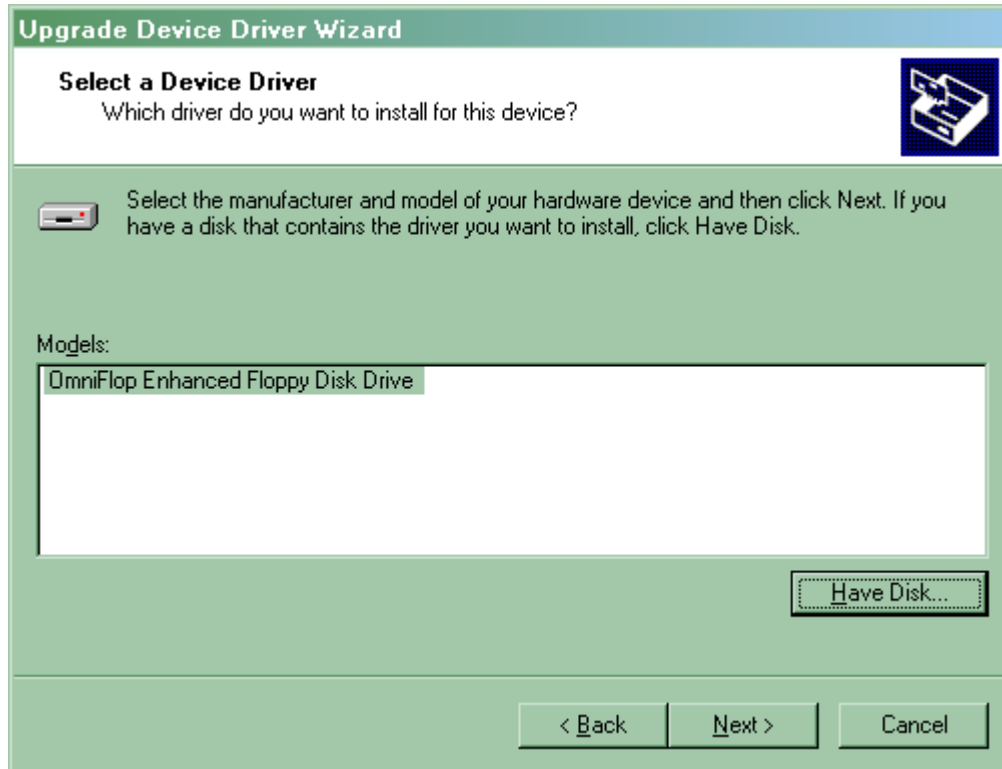 Upgrade Device Driver Wizard
Select a Device Driver
Which driver do you want to install for this device?
Select the manufacturer and model of your hardware device and then click Next. If you
have a disk that contains the driver you want to install, click Have Disk.
Models:
OmniFlop Enhanced Floppy Disk Drive
Have Disk...
< Back
Next >
Cancel